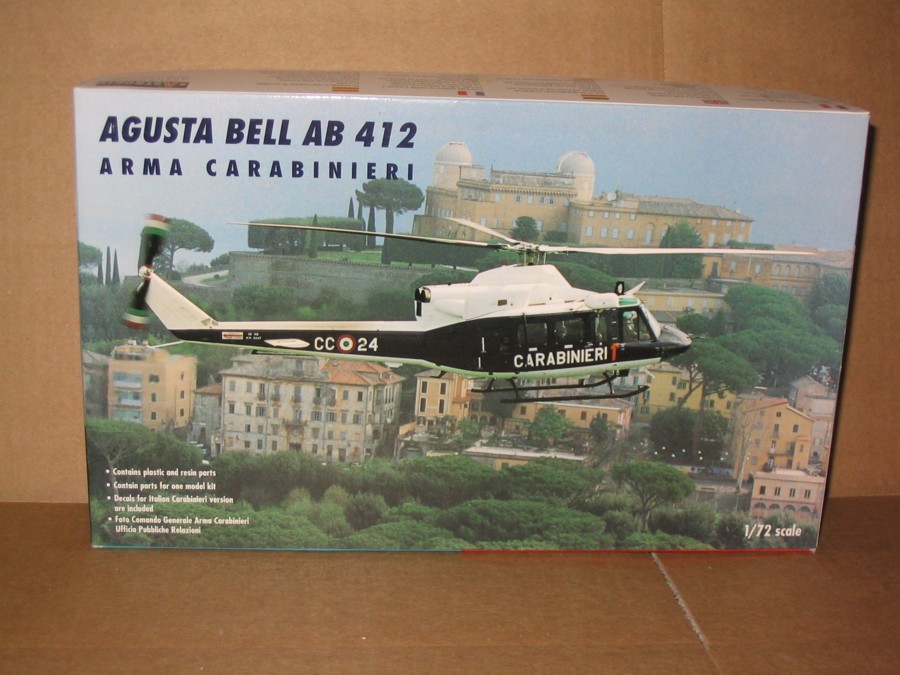 AGUSTA BELL AB 412
ARMA CARABINIERI
CC 24
CARABINIERI
• Contains plastic and resin parts
• Contain parts for one model kit
• Decals for Italian Carabinieri version
are included
• Foto Comando Generale Arma Carabinieri
Ufficio Pubbliche Relazioni
1/72 scale